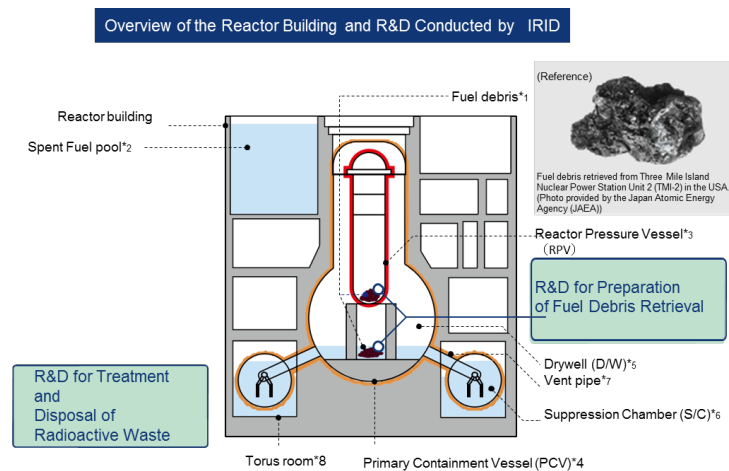 Overview of the Reactor Building and R&D Conducted by IRID
(Reference)
Fuel debris*1
Reactor building
Spent Fuel pool*2
Fuel debris retrieved from Three Mile Island
Nuclear Power Station Unit 2 (TMI-2) in the USA.
(Photo provided by the Japan Atomic Energy
Agency (JAEA))
Reactor Pressure Vessel*3
（RPV）
R&D for Preparation
of Fuel Debris Retrieval
Drywell (D/W)*5
Vent pipe*7
R&D for Treatment
and
Disposal of
Radioactive Waste
Suppression Chamber (S/C)*6
Torus room*8
Primary Containment Vessel (PCV)*4